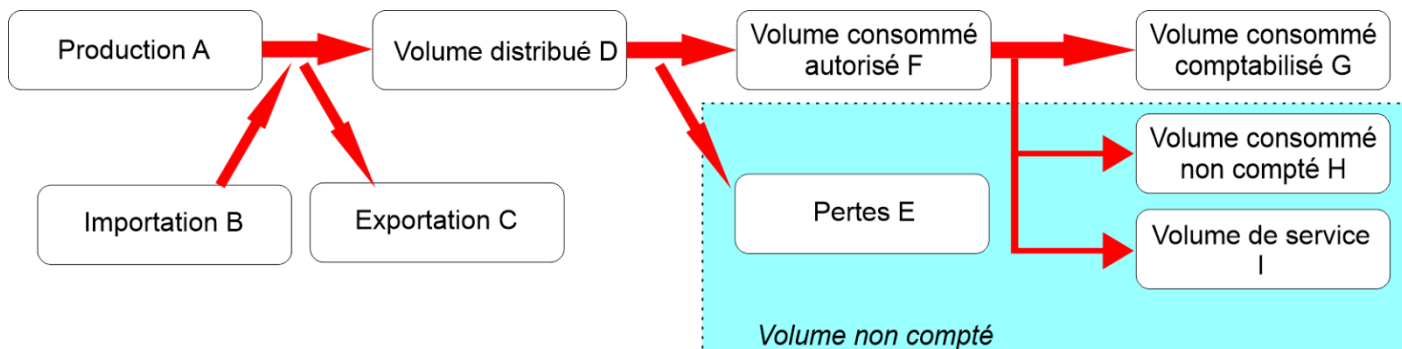 Production A
Volume distribué D
Volume consommé
autorisé F
Volume consommé
comptabilisé G
Importation B
Exportation C
Pertes E
Volume consommé
non compté H
Volume de service
I
Volume non compté